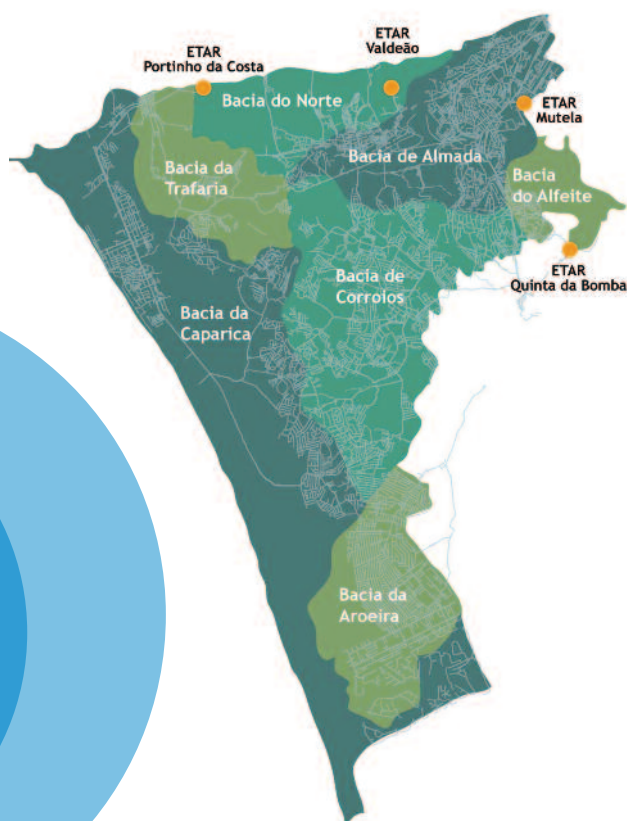 ETAR
Portinho da Costa
ETAR
Valdeão
Bacia do Norte
ETAR
Mutela
Bacia de Almada
Bacia da
Trafaria
Bacia
do Alfeite
ETAR
Quinta da Bomba
Bacia de
Corroios
Bacia da
Caparica
Bacia da
Aroeira